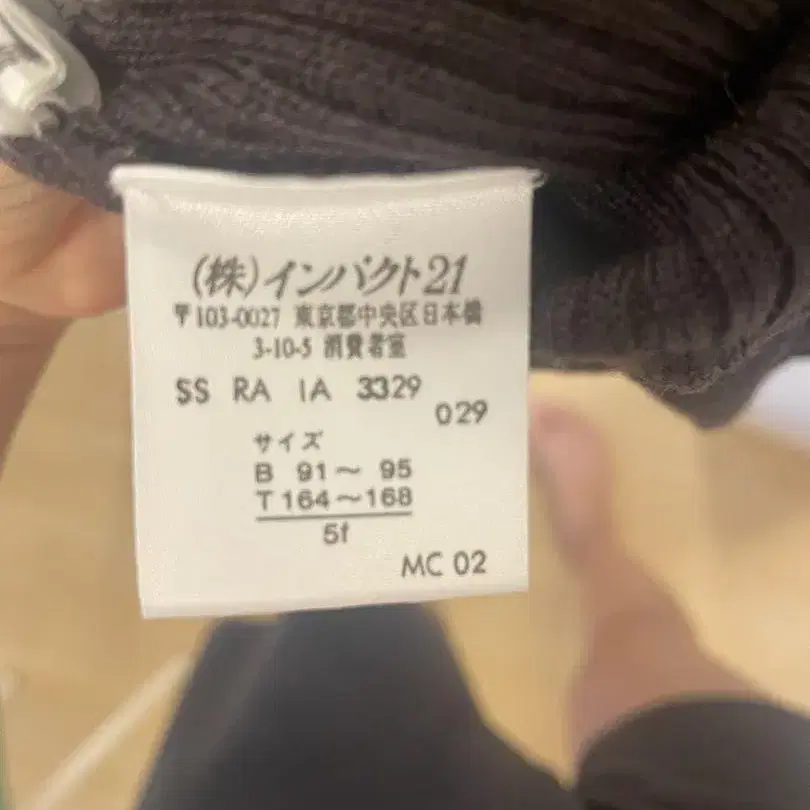 (株)インパクト21
〒103-0027 東京都中央区日本橋
3-10-5 消費者室
SS RA IA 3329
029
サイズ
B 91～ 95
T 164～168
5f
MC 02